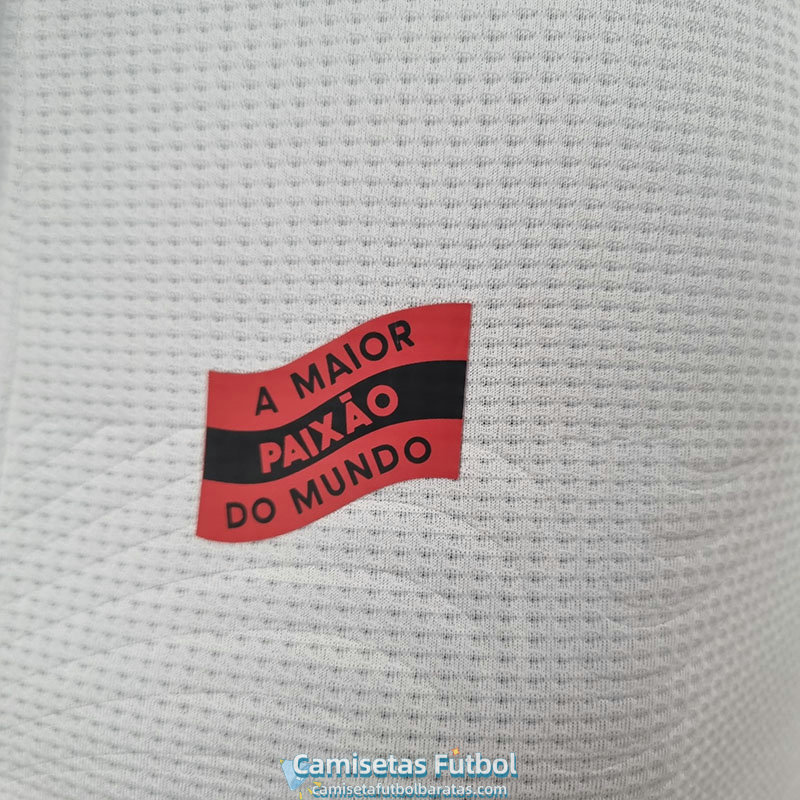 A MAIOR
PAIXÃO
DO MUNDO
Camisetas Futbol
camisetafutbolbaratas.com